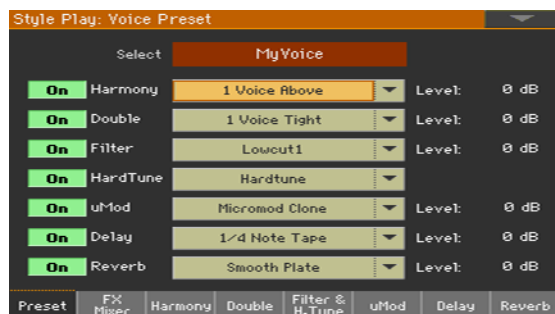 Style Play: Voice Preset
Select MyVoice
On Harmony 1 Voice Above Level: 0 dB
On Double 1 Voice Tight Level: 0 dB
On Filter Lowcut1 Level: 0 dB
On HardTune Hardtune
On uMod Micromod Clone Level: 0 dB
On Delay 1/4 Note Tape Level: 0 dB
On Reverb Smooth Plate Level: 0 dB
Preset FX Mixer Harmony Double Filter & H.Tune uMod Delay Reverb